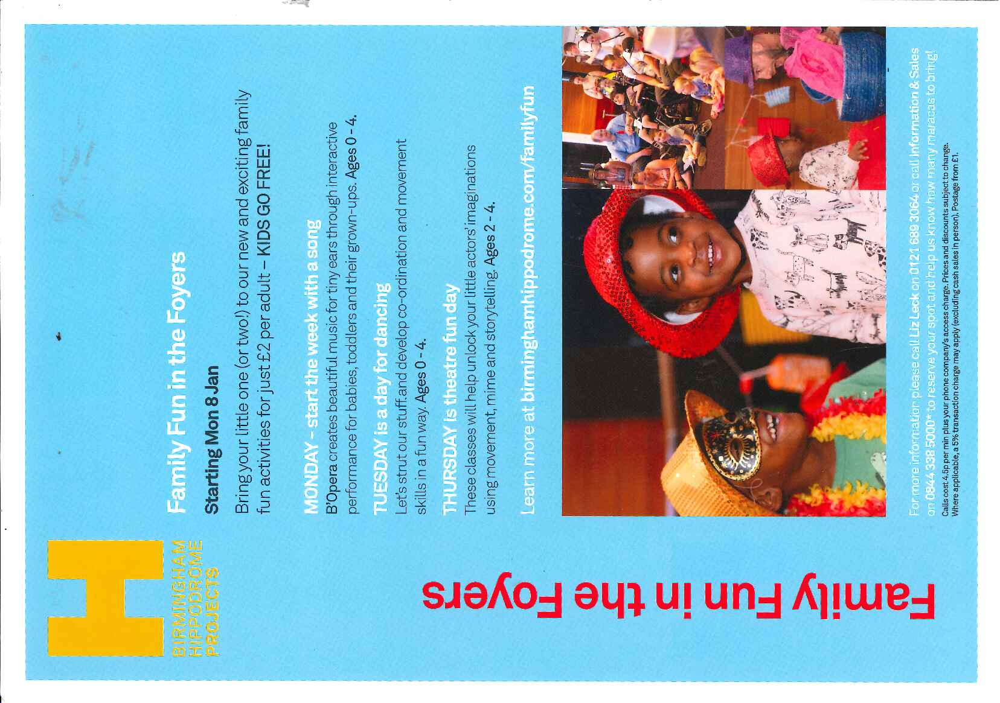 BIRMINGHAM
HIPPODROME
PROJECTS
Family Fun in the Foyers
Family Fun in the Foyers
Starting Mon 8 Jan
Bring your little one (or two!) to our new and exciting family
fun activities for just £2 per adult – KIDS GO FREE!
MONDAY – start the week with a song
B'Opera creates beautiful music for tiny ears through interactive
performance for babies, toddlers and their grown-ups. Ages 0 - 4.
TUESDAY is a day for dancing
Let's strut our stuff and develop co-ordination and movement
skills in a fun way. Ages 0 - 4.
THURSDAY is theatre fun day
These classes will help unlock your little actors' imaginations
using movement, mime and storytelling. Ages 2 - 4.
Learn more at birminghamhippodrome.com/familyfun
For more information please call Liz Leck on 0121 689 3064 or call Information & Sales
on 0844 338 5000* to reserve your spot and help us know how many maracas to bring!
Calls cost 4.5p per min plus your phone company's access charge. Prices and discounts subject to change.
Where applicable, a 5% transaction charge may apply (excluding cash sales in person). Postage from £1.